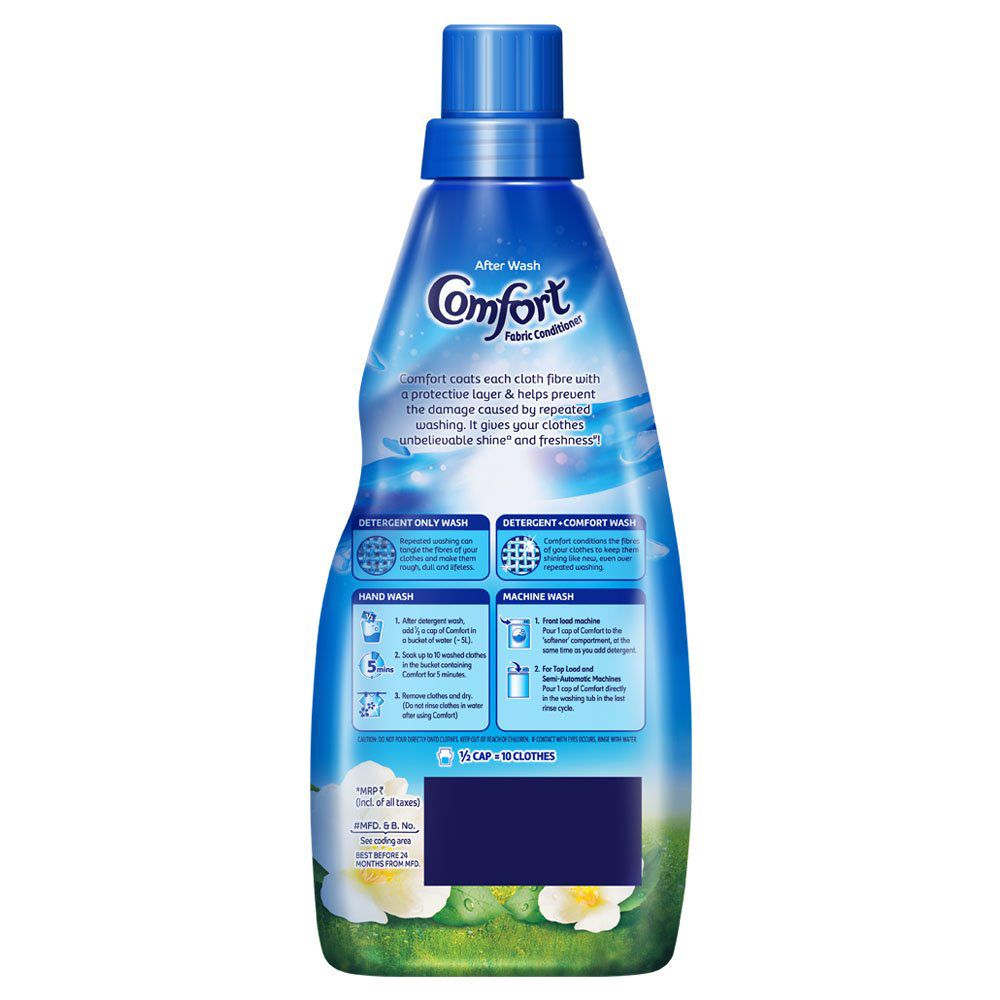 After Wash
Comfort
Fabric Conditioner
Comfort coats each cloth fibre with
a protective layer & helps prevent
the damage caused by repeated
washing. It gives your clothes
unbelievable shine and freshness!
DETERGENT ONLY WASH
Repeated washing can
tangle the fibres of your
clothes and make them
rough, dull and lifeless.
DETERGENT+COMFORT WASH
Comfort conditions the fibres
of your clothes to keep them
shining like new, even over
repeated washing.
HAND WASH
½
1. After detergent wash,
add ½ a cap of Comfort in
a bucket of water (~5L).
5mins
2. Soak up to 10 washed clothes
in the bucket containing
Comfort for 5 minutes.
3. Remove clothes and dry.
(Do not rinse clothes in water
after using Comfort)
MACHINE WASH
1. Front load machine
Pour 1 cap of Comfort to the
'softener' compartment, at the
same time as you add detergent.
2. For Top Load and
Semi-Automatic Machines
Pour 1 cap of Comfort directly
in the washing tub in the last
rinse cycle.
CAUTION: DO NOT POUR DIRECTLY ONTO CLOTHES. KEEP OUT OF REACH OF CHILDREN. IF CONTACT WITH EYES OCCURS, RINSE WITH WATER.
½ CAP = 10 CLOTHES
*MRP ₹
(Incl. of all taxes)
#MFD. & B. No.
See coding area
BEST BEFORE 24
MONTHS FROM MFD.